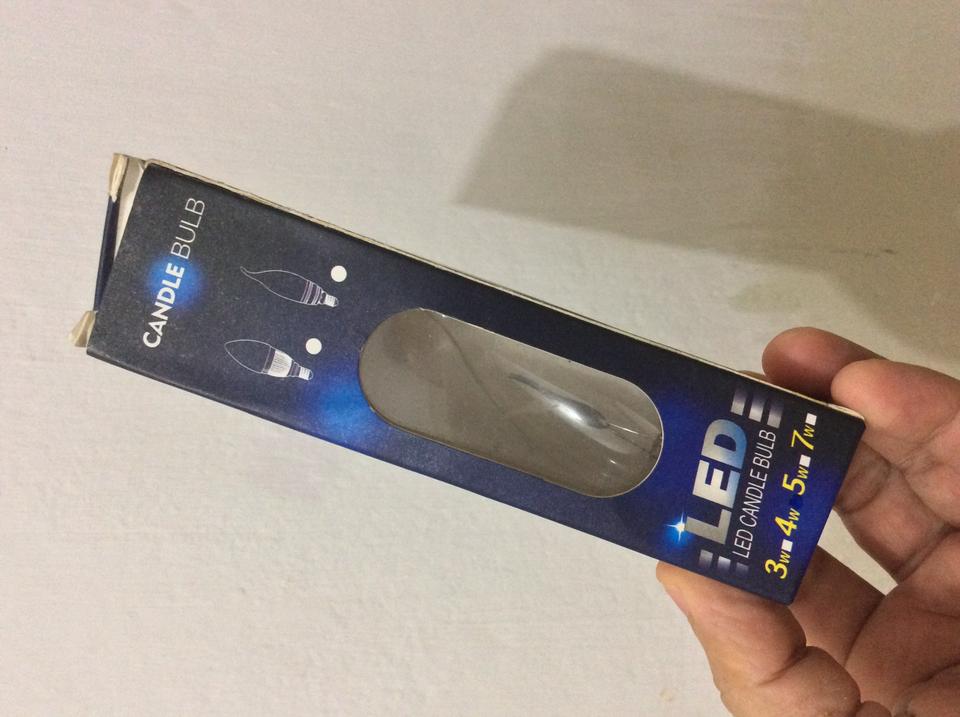 CANDLE BULB
LED
LED CANDLE BULB
3W 4W 5W 7W